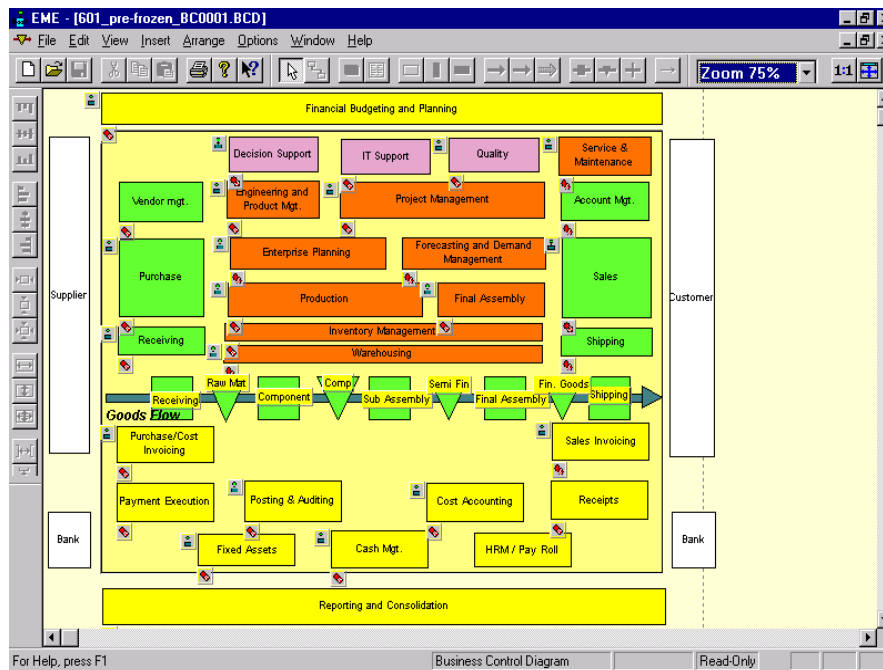 EME - [601_pre-frozen_BC0001.BCD]
File Edit View Insert Arrange Options Window Help
Zoom 75% 1:1
Financial Budgeting and Planning
Decision Support
IT Support
Quality
Service &
Maintenance
Vendor mgt.
Engineering and
Product Mgt.
Project Management
Account Mgt.
Enterprise Planning
Forecasting and Demand
Management
Purchase
Sales
Supplier
Customer
Production
Final Assembly
Receiving
Inventory Management
Shipping
Warehousing
Raw Mat
Comp
Semi Fin
Fin. Goods
Receiving
Component
Sub Assembly
Final Assembly
Shipping
Goods Flow
Purchase/Cost
Invoicing
Sales Invoicing
Payment Execution
Posting & Auditing
Cost Accounting
Receipts
Bank
Fixed Assets
Cash Mgt.
HRM / Pay Roll
Bank
Reporting and Consolidation
For Help, press F1
Business Control Diagram
Read-Only